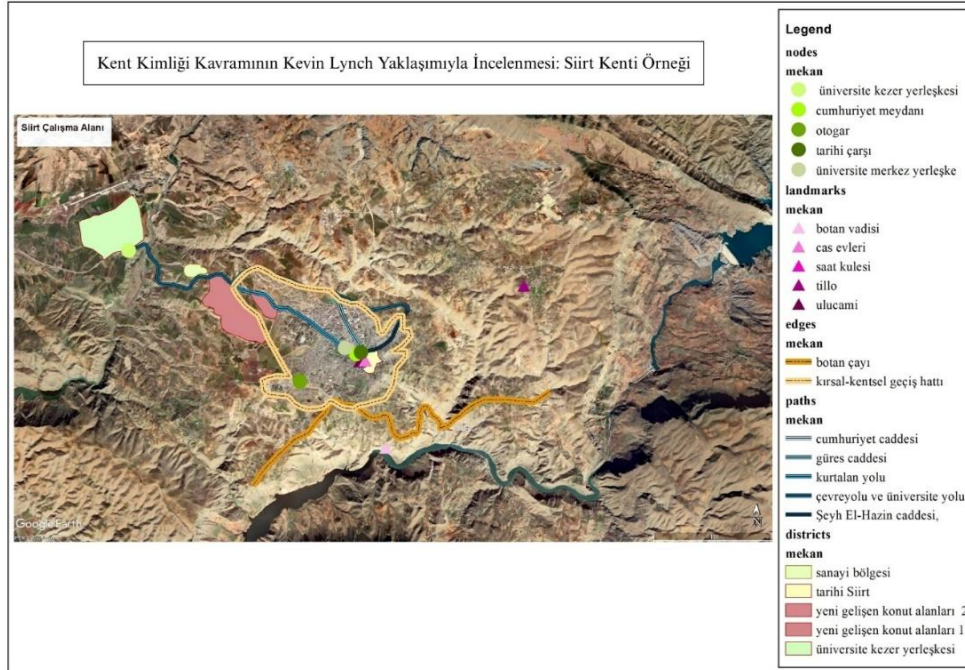 Kent Kimliği Kavramının Kevin Lynch Yaklaşımıyla İncelenmesi: Siirt Kenti Örneği
Siirt Çalışma Alanı
Google Earth
N
Legend
nodes
mekan
üniversite kezer yerleşkesi
cumhuriyet meydanı
otogar
tarihi çarşı
üniversite merkez yerleşke
landmarks
mekan
botan vadisi
cas evleri
saat kulesi
tillo
ulucami
edges
mekan
botan çayı
kırsal-kentsel geçiş hattı
paths
mekan
cumhuriyet caddesi
güres caddesi
kurtalan yolu
çevreyolu ve üniversite yolu
Şeyh El-Hazin caddesi,
districts
mekan
sanayi bölgesi
tarihi Siirt
yeni gelişen konut alanları 2
yeni gelişen konut alanları 1
üniversite kezer yerleşkesi